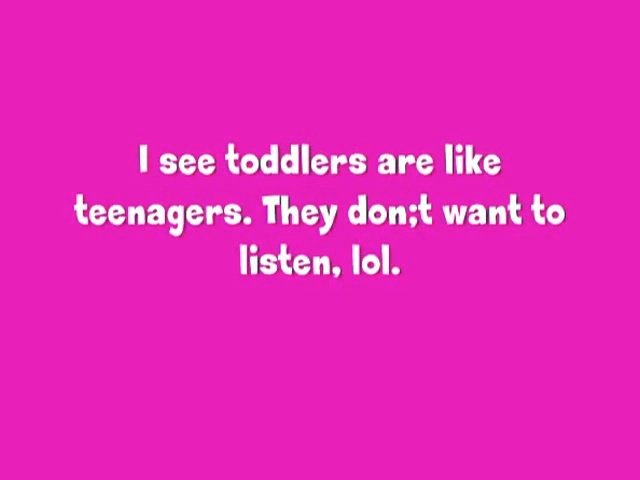 I see toddlers are like
teenagers. They don;t want to
listen, lol.